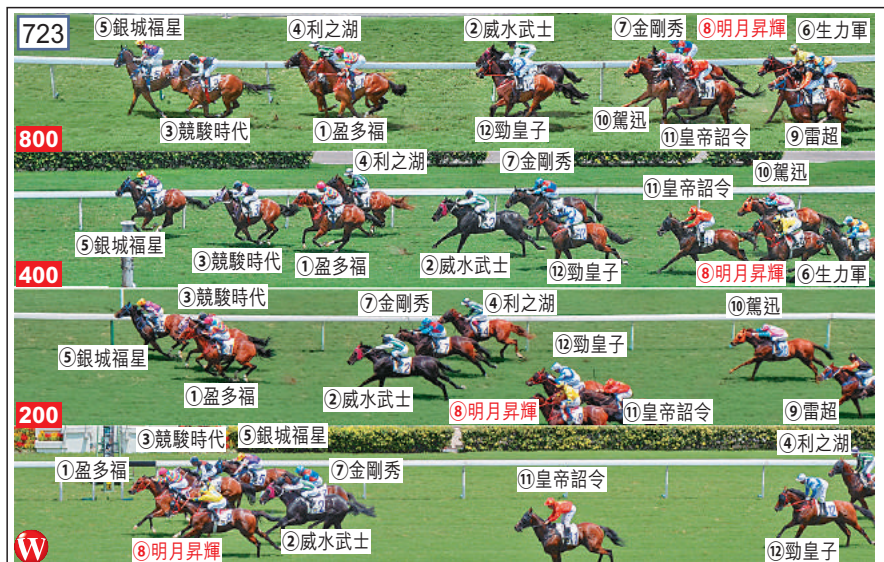 723
⑤銀城福星
④利之湖
②威水武士
⑦金剛秀
⑧明月昇輝
⑥生力軍
③競駿時代
①盈多福
⑫勁皇子
⑩駕迅
⑪皇帝詔令
⑨雷超
800
④利之湖
⑦金剛秀
⑩駕迅
⑪皇帝詔令
⑤銀城福星
③競駿時代
①盈多福
②威水武士
⑫勁皇子
⑧明月昇輝
⑥生力軍
400
③競駿時代
⑦金剛秀
④利之湖
⑩駕迅
⑫勁皇子
⑤銀城福星
①盈多福
②威水武士
⑧明月昇輝
⑪皇帝詔令
⑨雷超
200
③競駿時代
⑤銀城福星
④利之湖
①盈多福
⑦金剛秀
⑪皇帝詔令
⑧明月昇輝
②威水武士
⑫勁皇子
W